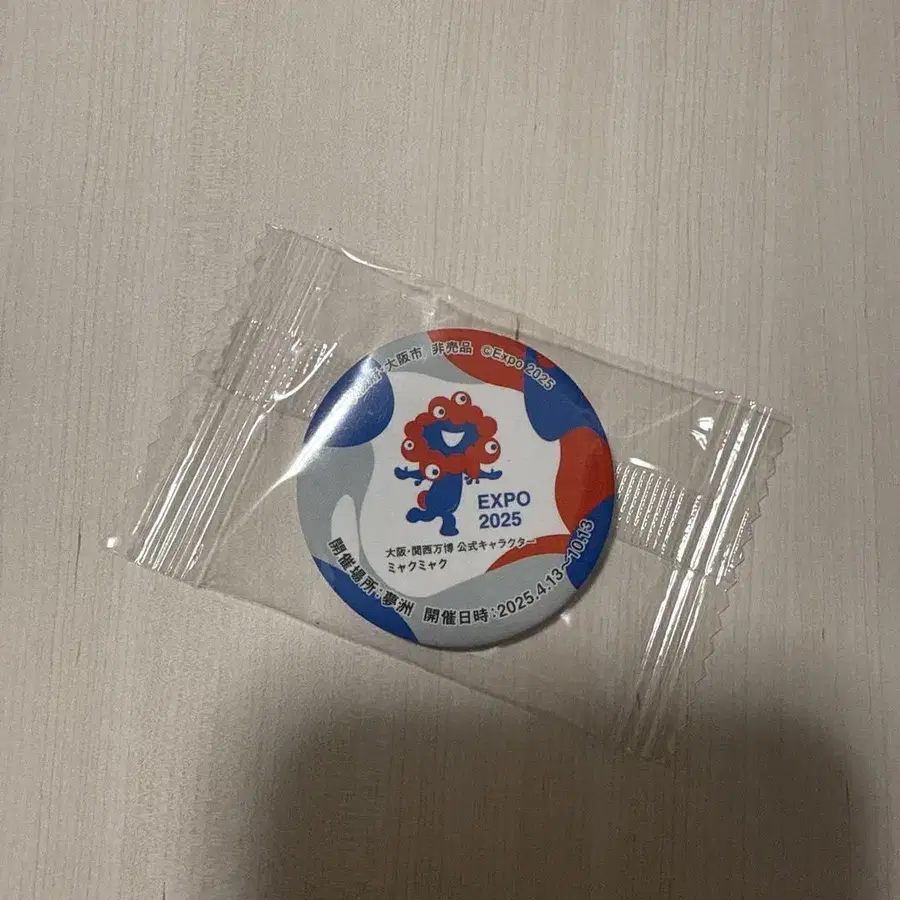 ・大阪市 非売品 ©Expo 2025
EXPO
2025
大阪・関西万博 公式キャラクター
ミャクミャク
開催場所：夢洲 開催日時：2025.4.13～10.13